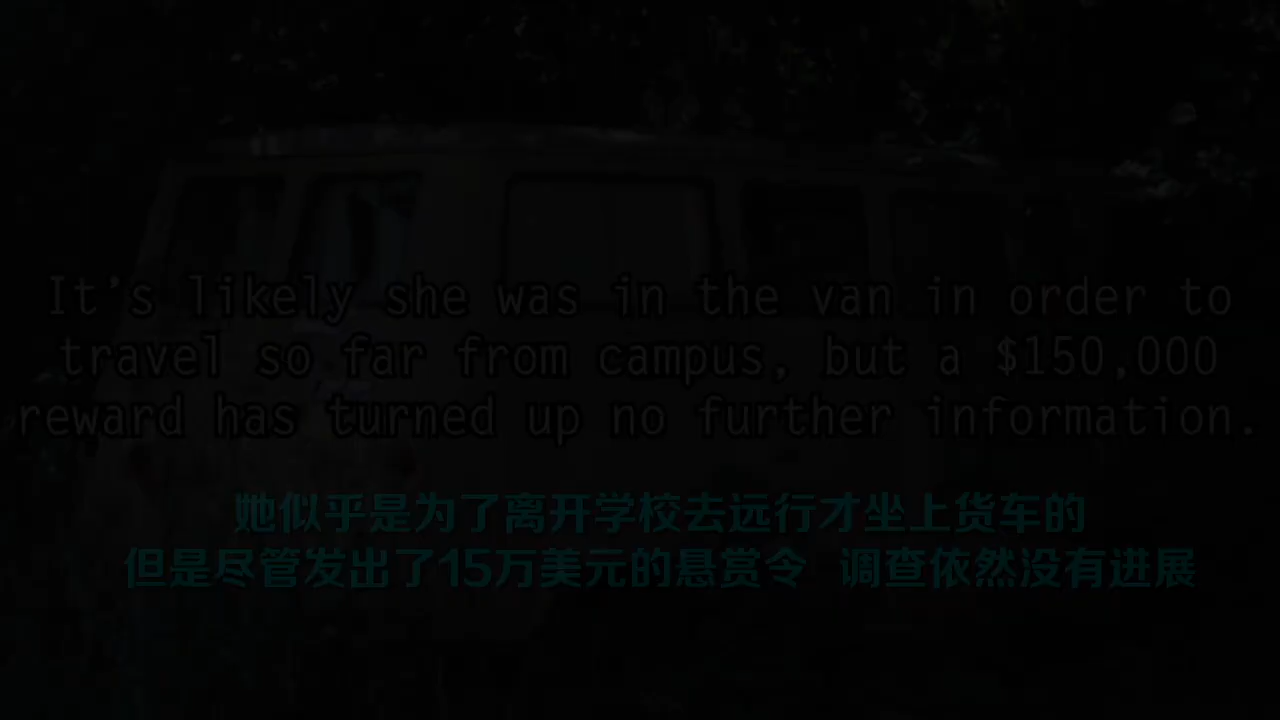 It's likely she was in the van in order to
travel so far from campus, but a $150,000
reward has turned up no further information.
她似乎是为了离开学校去远行才坐上货车的
但是尽管发出了15万美元的悬赏令 调查依然没有进展